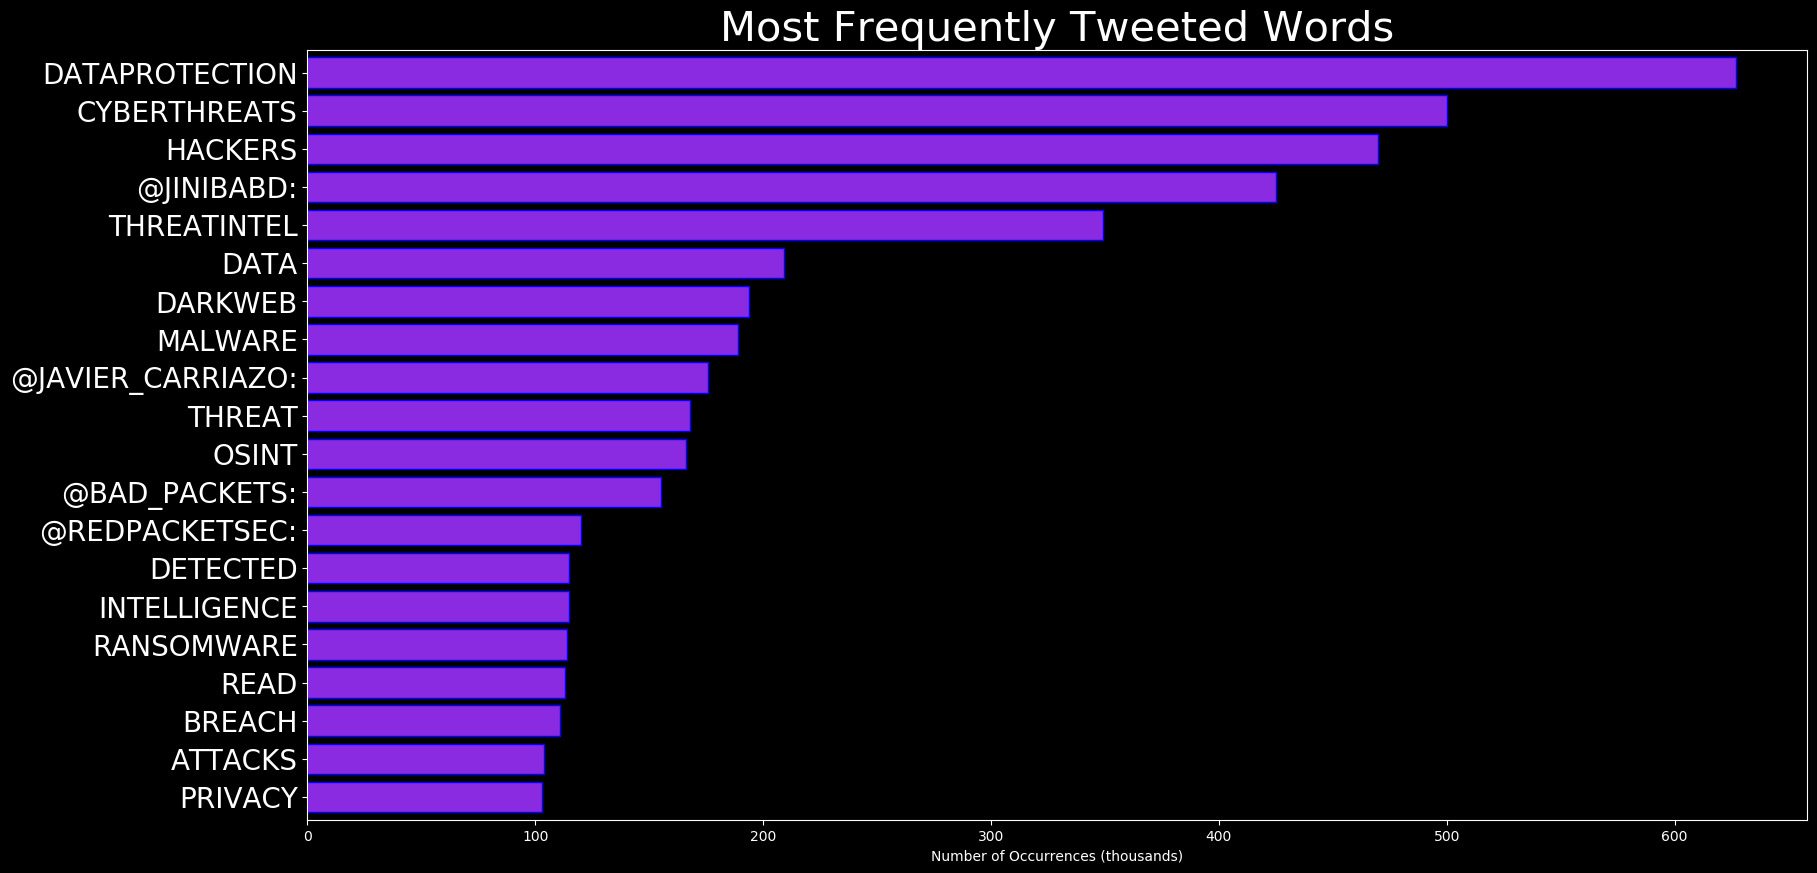 Most Frequently Tweeted Words
DATAPROTECTION
CYBERTHREATS
HACKERS
@JINIBABD:
THREATINTEL
DATA
DARKWEB
MALWARE
@JAVIER_CARRIAZO:
THREAT
OSINT
@BAD_PACKETS:
@REDPACKETSEC:
DETECTED
INTELLIGENCE
RANSOMWARE
READ
BREACH
ATTACKS
PRIVACY
0 100 200 300 400 500 600
Number of Occurrences (thousands)